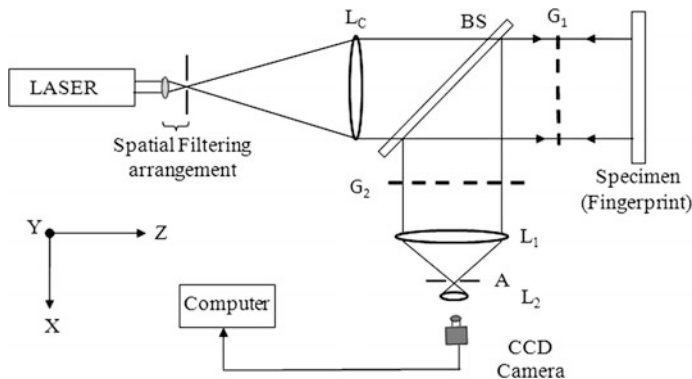 L_C
BS
G_1
LASER
Spatial Filtering
arrangement
Specimen
(Fingerprint)
G_2
Y
Z
X
L_1
A
L_2
Computer
CCD
Camera